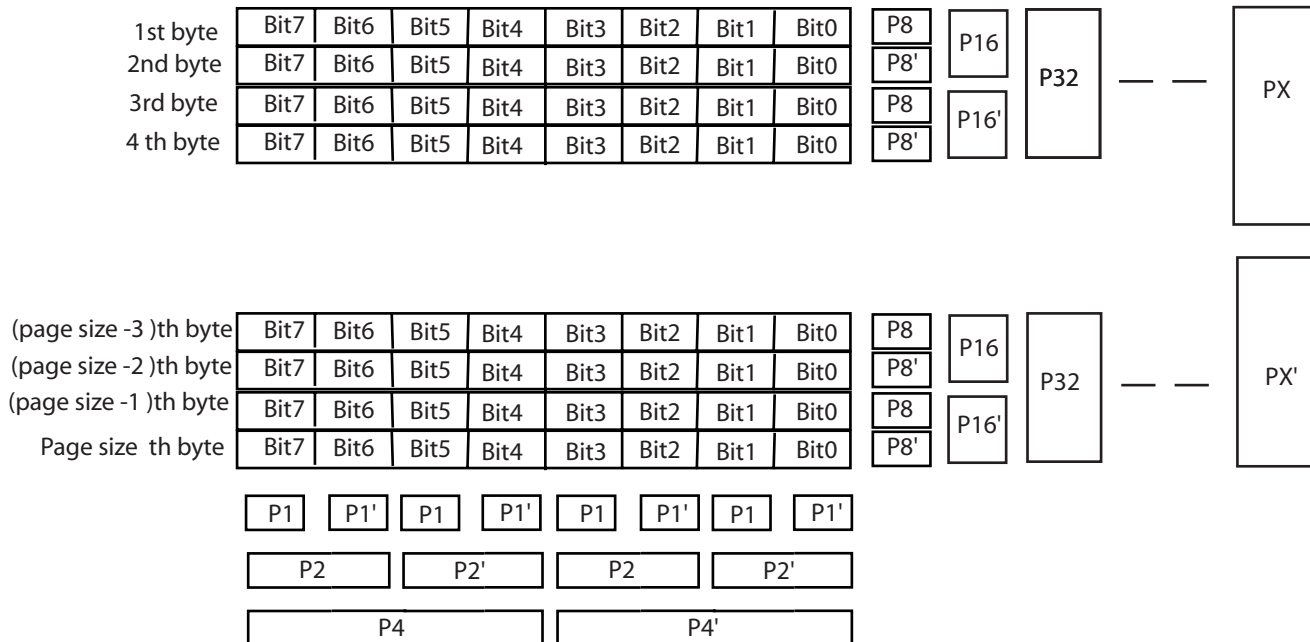 1st byte Bit7 Bit6 Bit5 Bit4 Bit3 Bit2 Bit1 Bit0 P8 P16 P32 PX
2nd byte Bit7 Bit6 Bit5 Bit4 Bit3 Bit2 Bit1 Bit0 P8'
3rd byte Bit7 Bit6 Bit5 Bit4 Bit3 Bit2 Bit1 Bit0 P8 P16'
4 th byte Bit7 Bit6 Bit5 Bit4 Bit3 Bit2 Bit1 Bit0 P8'
(page size -3 )th byte Bit7 Bit6 Bit5 Bit4 Bit3 Bit2 Bit1 Bit0 P8 P16 P32 PX'
(page size -2 )th byte Bit7 Bit6 Bit5 Bit4 Bit3 Bit2 Bit1 Bit0 P8'
(page size -1 )th byte Bit7 Bit6 Bit5 Bit4 Bit3 Bit2 Bit1 Bit0 P8 P16'
Page size th byte Bit7 Bit6 Bit5 Bit4 Bit3 Bit2 Bit1 Bit0 P8'
P1 P1' P1 P1' P1 P1' P1 P1'
P2 P2' P2 P2'
P4 P4'